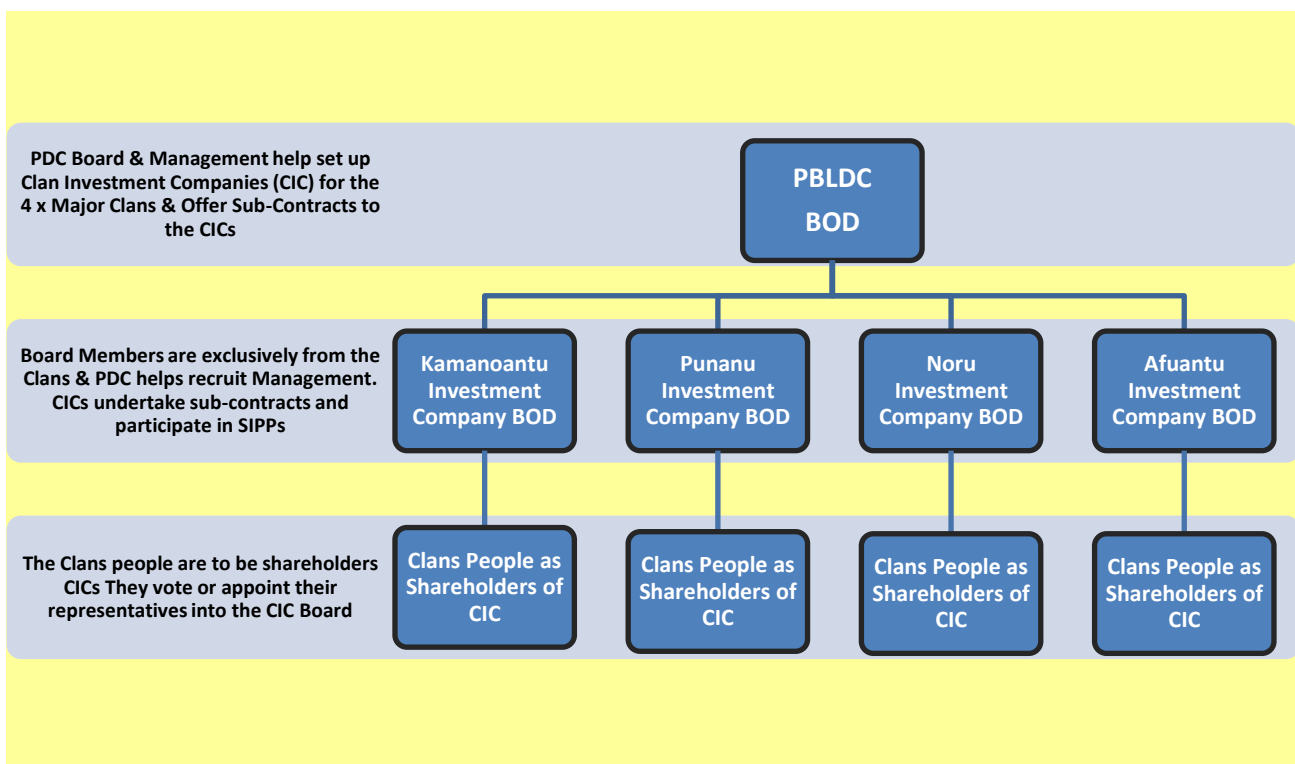 PDC Board & Management help set up
Clan Investment Companies (CIC) for the
4 x Major Clans & Offer Sub-Contracts to
the CICs
PBLDC
BOD
Board Members are exclusively from the
Clans & PDC helps recruit Management.
CICs undertake sub-contracts and
participate in SIPPs
Kamanoantu
Investment
Company BOD
Punanu
Investment
Company BOD
Noru
Investment
Company BOD
Afuantu
Investment
Company BOD
The Clans people are to be shareholders
CICs They vote or appoint their
representatives into the CIC Board
Clans People as
Shareholders of
CIC
Clans People as
Shareholders of
CIC
Clans People as
Shareholders of
CIC
Clans People as
Shareholders of
CIC